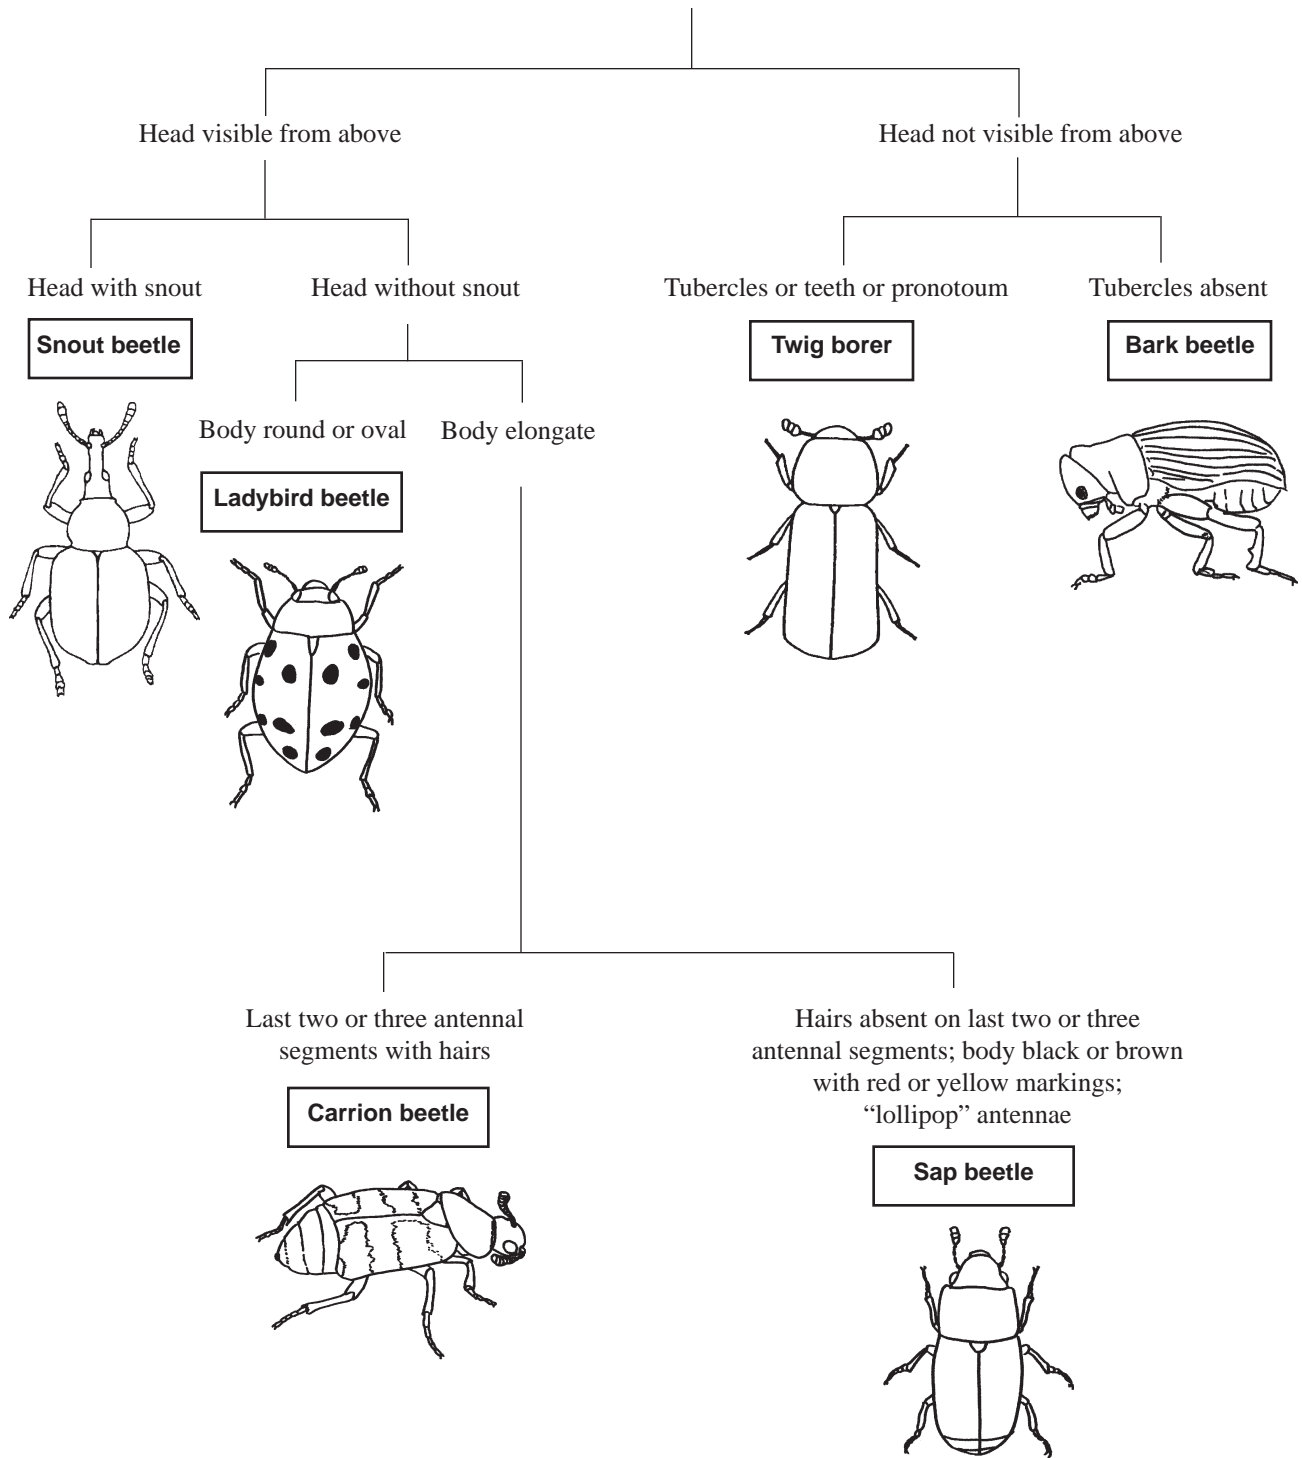 Head visible from above
Head not visible from above
Head with snout
Head without snout
Tubercles or teeth or pronotoum
Tubercles absent
Snout beetle
Twig borer
Bark beetle
Body round or oval
Body elongate
Ladybird beetle
Last two or three antennal
segments with hairs
Carrion beetle
Hairs absent on last two or three
antennal segments; body black or brown
with red or yellow markings;
“lollipop” antennae
Sap beetle